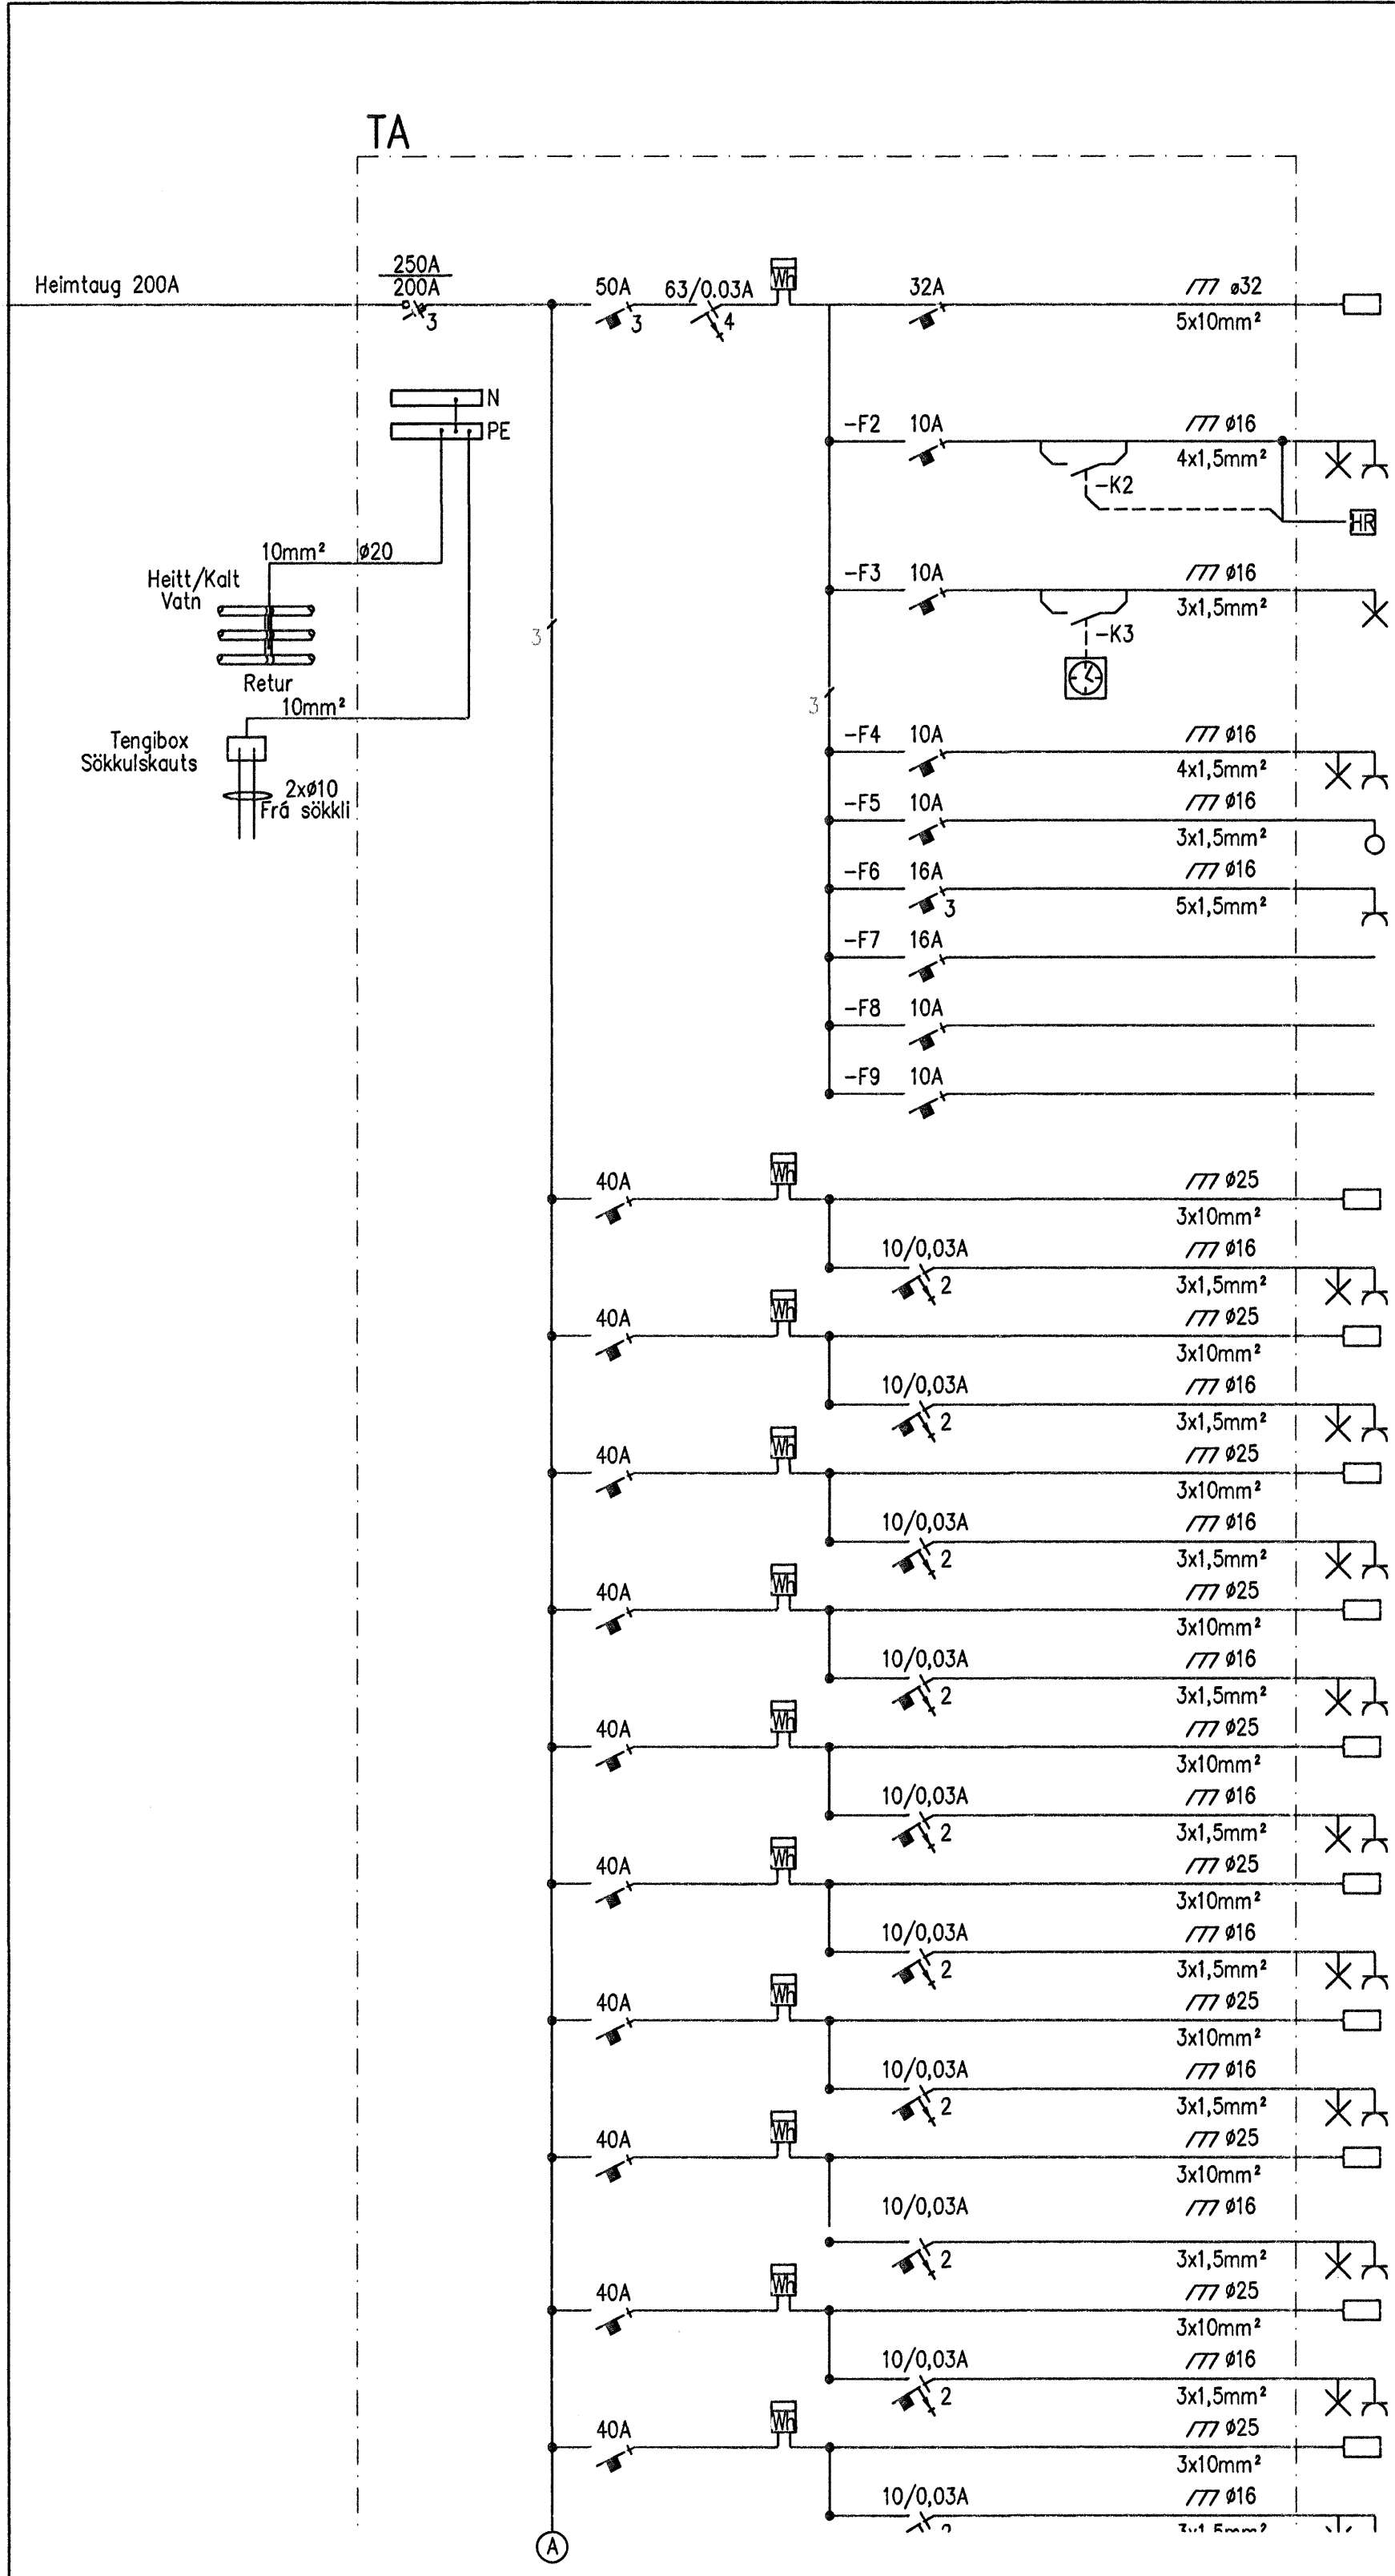 TA
Heimtaug 200A
250A
200A
3
50A
3
63/0.03A
4
Wh
32A
ø32
5x10mm²
N
PE
-F2 10A
ø16
4x1,5mm²
-K2
HR
10mm² ø20
Heitt/Kalt
Vatn
Retur
10mm²
Tengibox
Sökkulskauts
2xø10
Frá sökkli
3
-F3 10A
ø16
3x1,5mm²
-K3
3
-F4 10A
ø16
4x1,5mm²
-F5 10A
ø16
3x1,5mm²
-F6 16A
3
ø16
5x1,5mm²
-F7 16A
-F8 10A
-F9 10A
40A
Wh
ø25
3x10mm²
10/0,03A
2
ø16
3x1,5mm²
40A
Wh
ø25
3x10mm²
10/0,03A
2
ø16
3x1,5mm²
40A
Wh
ø25
3x10mm²
10/0,03A
2
ø16
3x1,5mm²
40A
Wh
ø25
3x10mm²
10/0,03A
2
ø16
3x1,5mm²
40A
Wh
ø25
3x10mm²
10/0,03A
2
ø16
3x1,5mm²
40A
Wh
ø25
3x10mm²
10/0,03A
2
ø16
3x1,5mm²
40A
Wh
ø25
3x10mm²
10/0,03A
2
ø16
3x1,5mm²
40A
Wh
ø25
3x10mm²
10/0,03A
2
ø16
3x1,5mm²
40A
Wh
ø25
3x10mm²
10/0,03A
2
ø16
3x1,5mm²
40A
Wh
ø25
3x10mm²
10/0,03A
2
ø16
3x1,5mm²
A